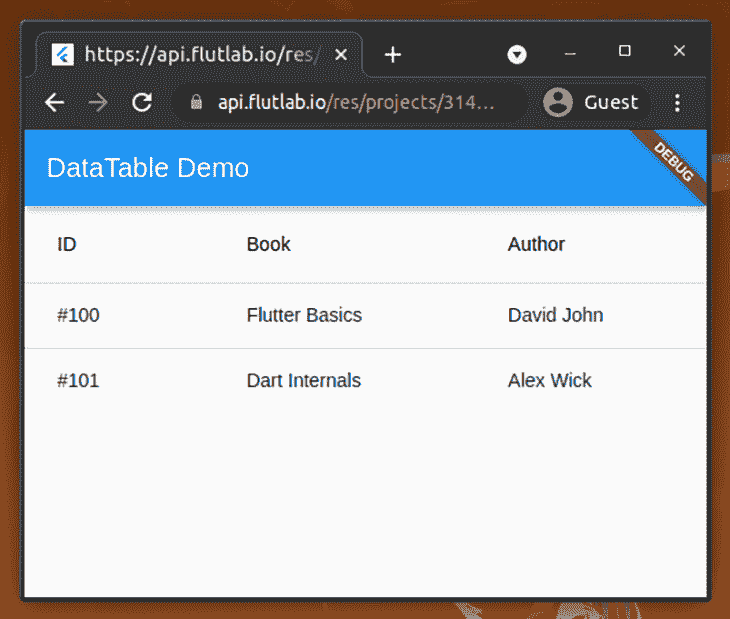 https://api.flutlab.io/res/
api.flutlab.io/res/projects/314...
Guest
DataTable Demo
DEBUG
ID Book Author
#100 Flutter Basics David John
#101 Dart Internals Alex Wick